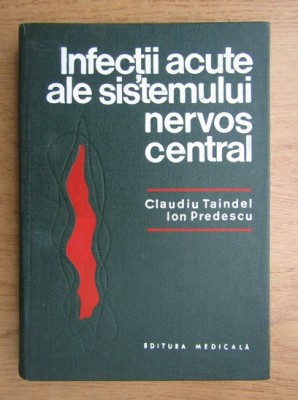 Infecții acute
ale sistemului
nervos
central
Claudiu Taindel
Ion Predescu
EDITURA MEDICALĂ